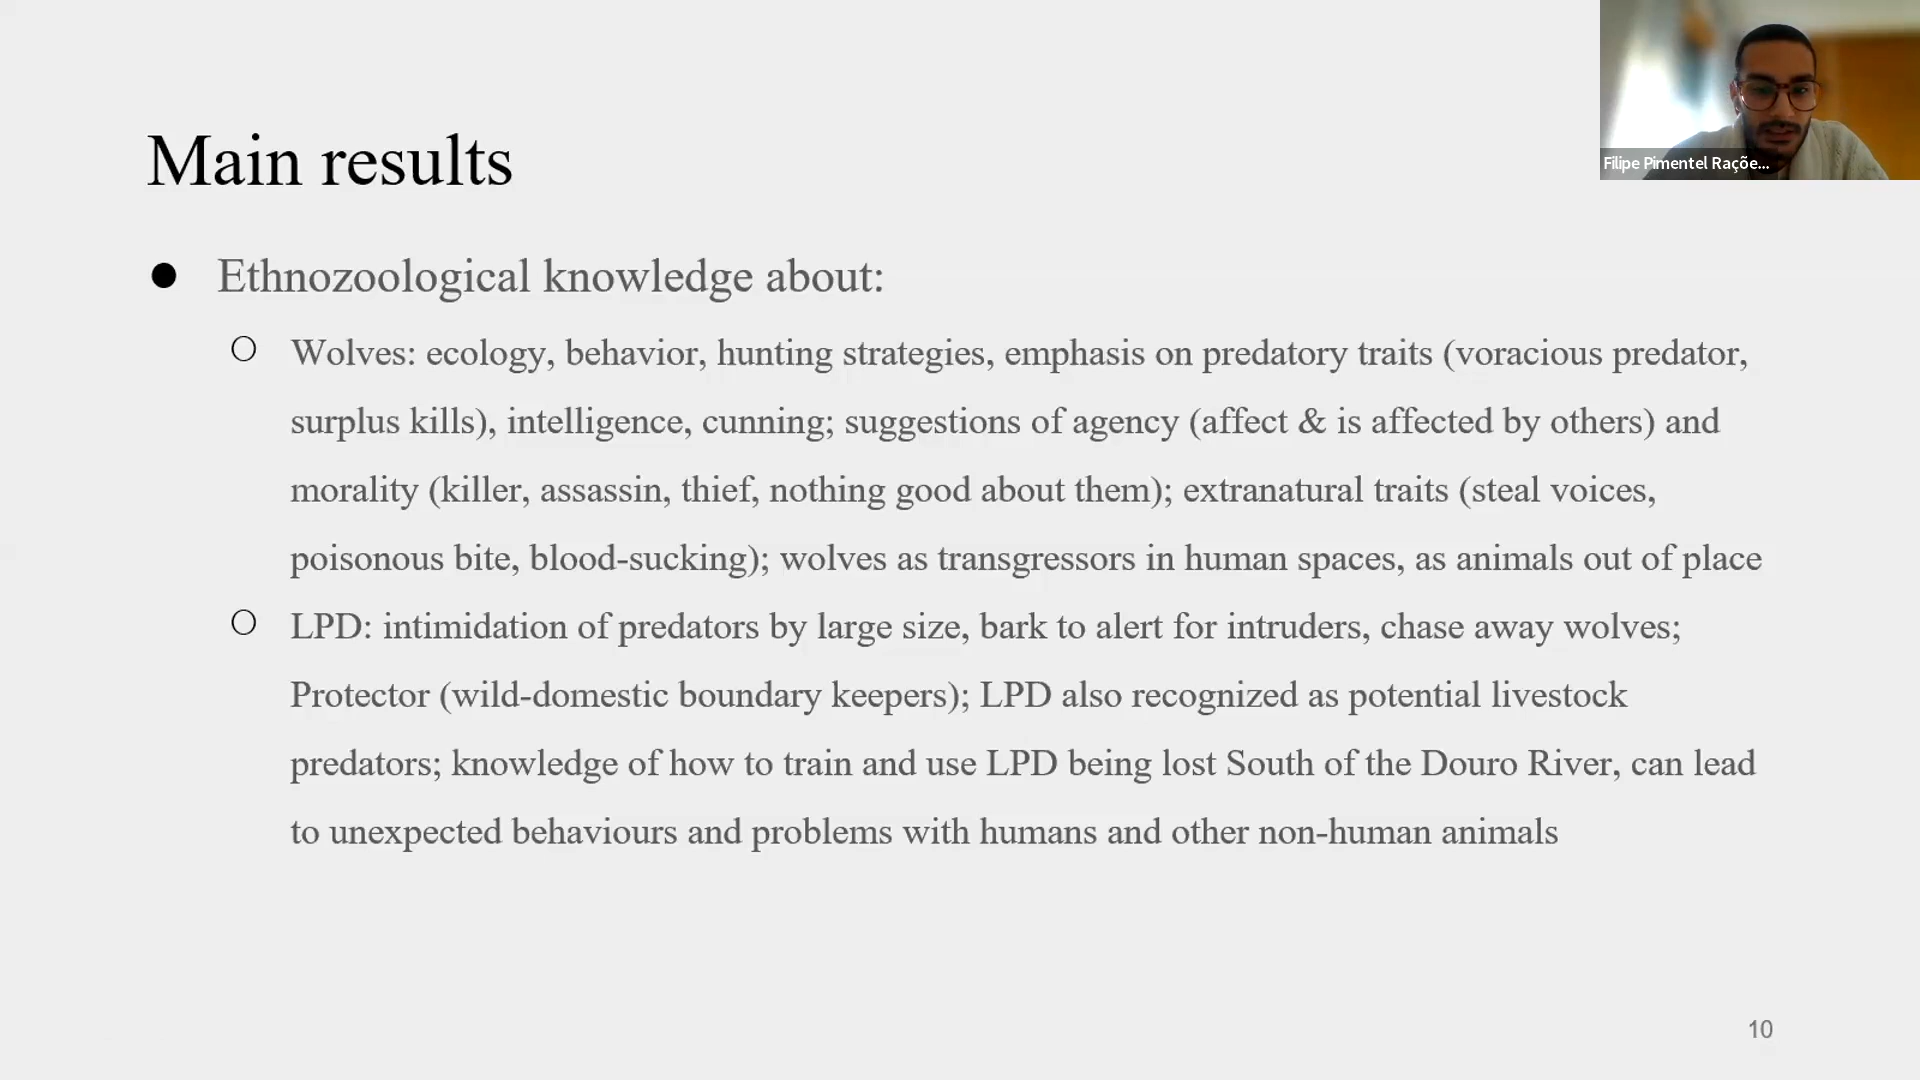 Filipe Pimentel Raçõe...
Main results
Ethnozoological knowledge about:
Wolves: ecology, behavior, hunting strategies, emphasis on predatory traits (voracious predator,
surplus kills), intelligence, cunning; suggestions of agency (affect & is affected by others) and
morality (killer, assassin, thief, nothing good about them); extranatural traits (steal voices,
poisonous bite, blood-sucking); wolves as transgressors in human spaces, as animals out of place
LPD: intimidation of predators by large size, bark to alert for intruders, chase away wolves;
Protector (wild-domestic boundary keepers); LPD also recognized as potential livestock
predators; knowledge of how to train and use LPD being lost South of the Douro River, can lead
to unexpected behaviours and problems with humans and other non-human animals
10